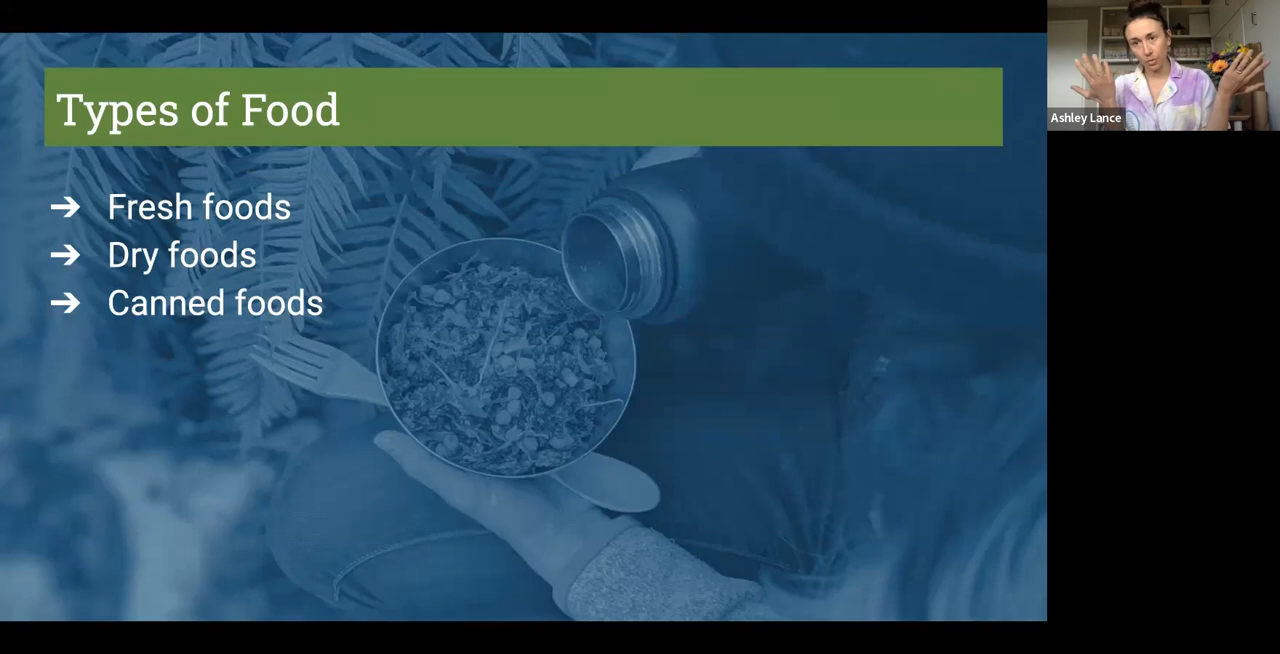 Types of Food
➔ Fresh foods
➔ Dry foods
➔ Canned foods
Ashley Lance